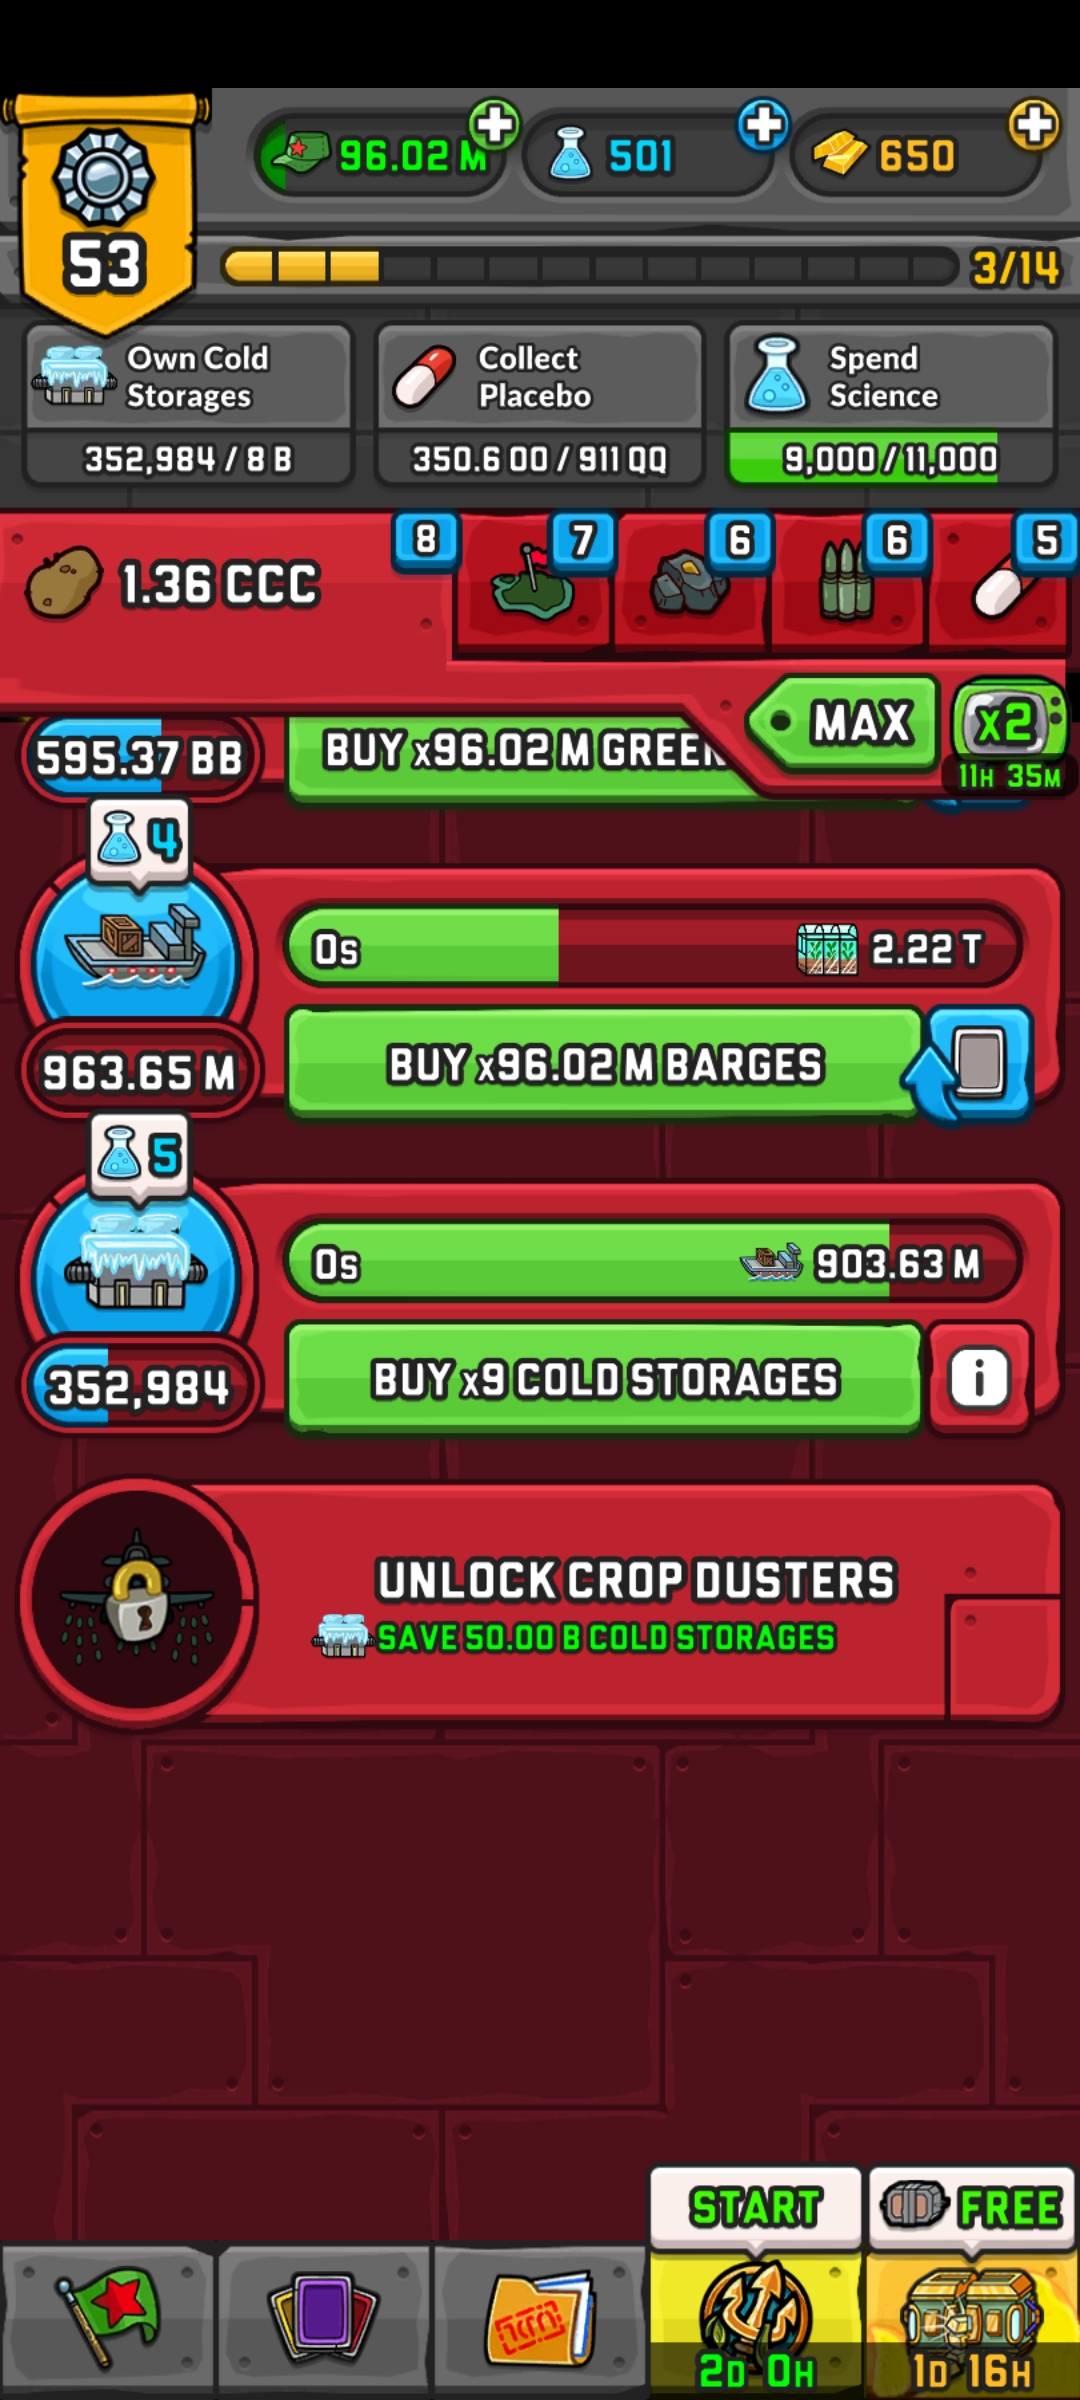 96.02 M
501
650
53
3/14
Own Cold
Storages
352,984 / 8 B
Collect
Placebo
350.6 OO / 911 QQ
Spend
Science
9,000 / 11,000
1.36 CCC
8
7
6
6
5
MAX
x2
11H 35M
595.37 BB
BUY x96.02 M GREEN
4
0s
2.22 T
963.65 M
BUY x96.02 M BARGES
5
0s
903.63 M
352,984
BUY x9 COLD STORAGES
i
UNLOCK CROP DUSTERS
SAVE 50.00 B COLD STORAGES
START
FREE
2D 0H
1D 16H